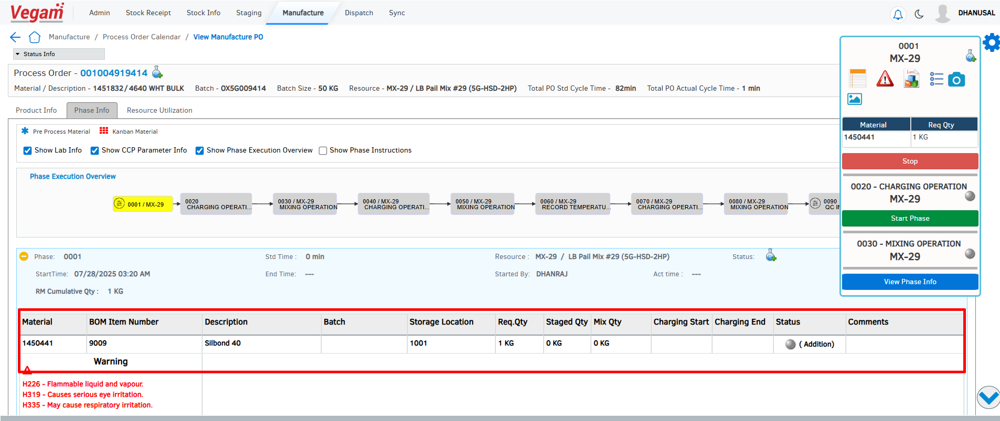 Vegam
Admin Stock Receipt Stock Info Staging Manufacture Dispatch Sync DHANUSAL
Manufacture / Process Order Calendar / View Manufacture PO
Status Info
Process Order - 001004919414
Material / Description - 1451832 / 4640 WHT BULK Batch - OX5G009414 Batch Size - 50 KG Resource - MX-29 / LB Pail Mix #29 (5G-HSD-2HP) Total PO Std Cycle Time - 82min Total PO Actual Cycle Time - 1 min
Product Info Phase Info Resource Utilization
Pre Process Material Kanban Material
Show Lab Info Show CCP Parameter Info Show Phase Execution Overview Show Phase Instructions
Phase Execution Overview
0001 / MX-29
0020
CHARGING OPERATI...
0030 / MX-29
MIXING OPERATION
0040 / MX-29
CHARGING OPERATI...
0050 / MX-29
MIXING OPERATION
0060 / MX-29
RECORD TEMPERATU...
0070 / MX-29
CHARGING OPERATI...
0080 / MX-29
MIXING OPERATION
0090
QC
Phase: 0001 Std Time : 0 min Resource : MX-29 / LB Pail Mix #29 (5G-HSD-2HP) Status:
StartTime: 07/28/2025 03:20 AM End Time: --- Started By: DHANRAJ Act time : ---
RM Cumulative Qty : 1 KG
Material BOM Item Number Description Batch Storage Location Req.Qty Staged Qty Mix Qty Charging Start Charging End Status Comments
1450441 9009 Silbond 40 1001 1 KG 0 KG 0 KG ( Addition)
Warning
H226 - Flammable liquid and vapour.
H319 - Causes serious eye irritation.
H335 - May cause respiratory irritation.
0001
MX-29
Loss
Material Req Qty
1450441 1 KG
Stop
0020 - CHARGING OPERATION
MX-29
Start Phase
0030 - MIXING OPERATION
MX-29
View Phase Info